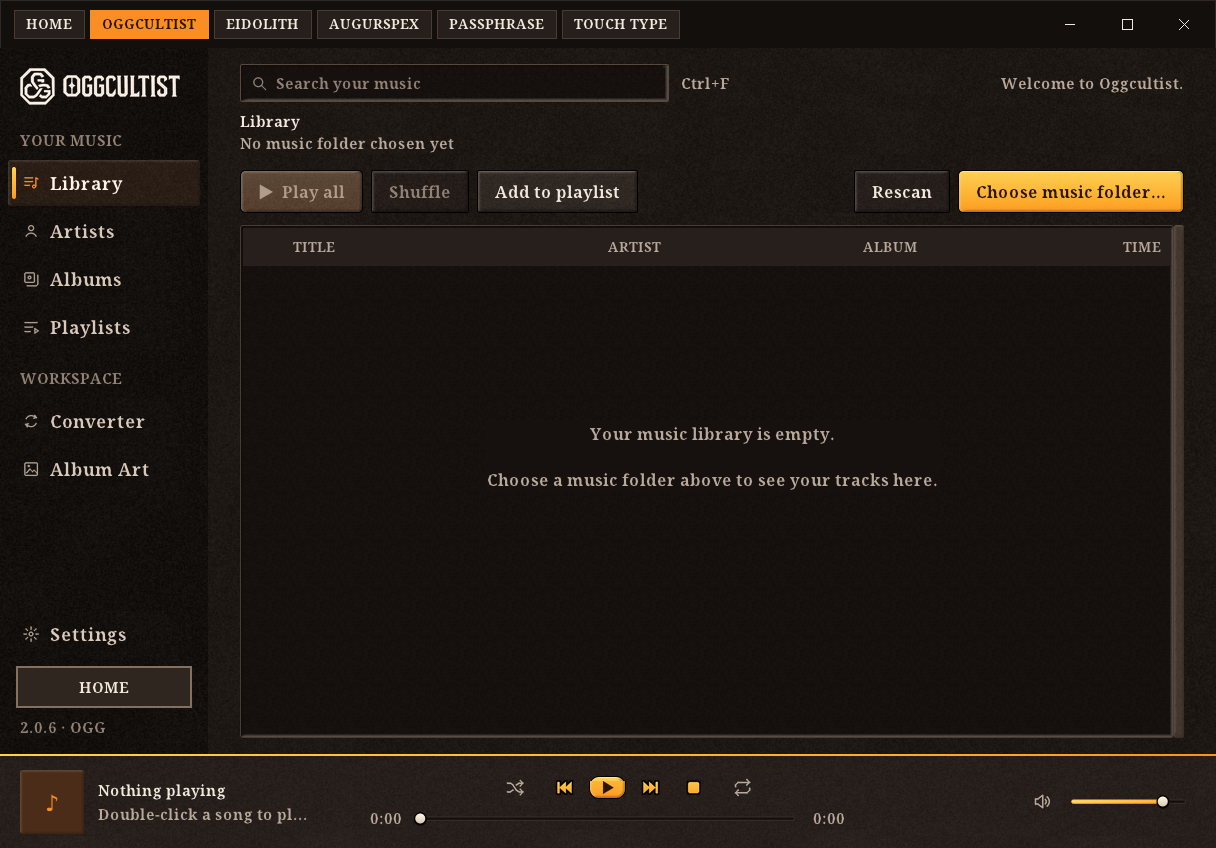 HOME OGGCULTIST EIDOLITH AUGURSPEX PASSPHRASE TOUCH TYPE
OGGCULTIST
YOUR MUSIC
Library
Artists
Albums
Playlists
WORKSPACE
Converter
Album Art
Settings
HOME
2.0.6 · OGG
Search your music Ctrl+F Welcome to Oggcultist.
Library
No music folder chosen yet
Play all Shuffle Add to playlist Rescan Choose music folder...
TITLE ARTIST ALBUM TIME
Your music library is empty.
Choose a music folder above to see your tracks here.
Nothing playing
Double-click a song to pl...
0:00 0:00